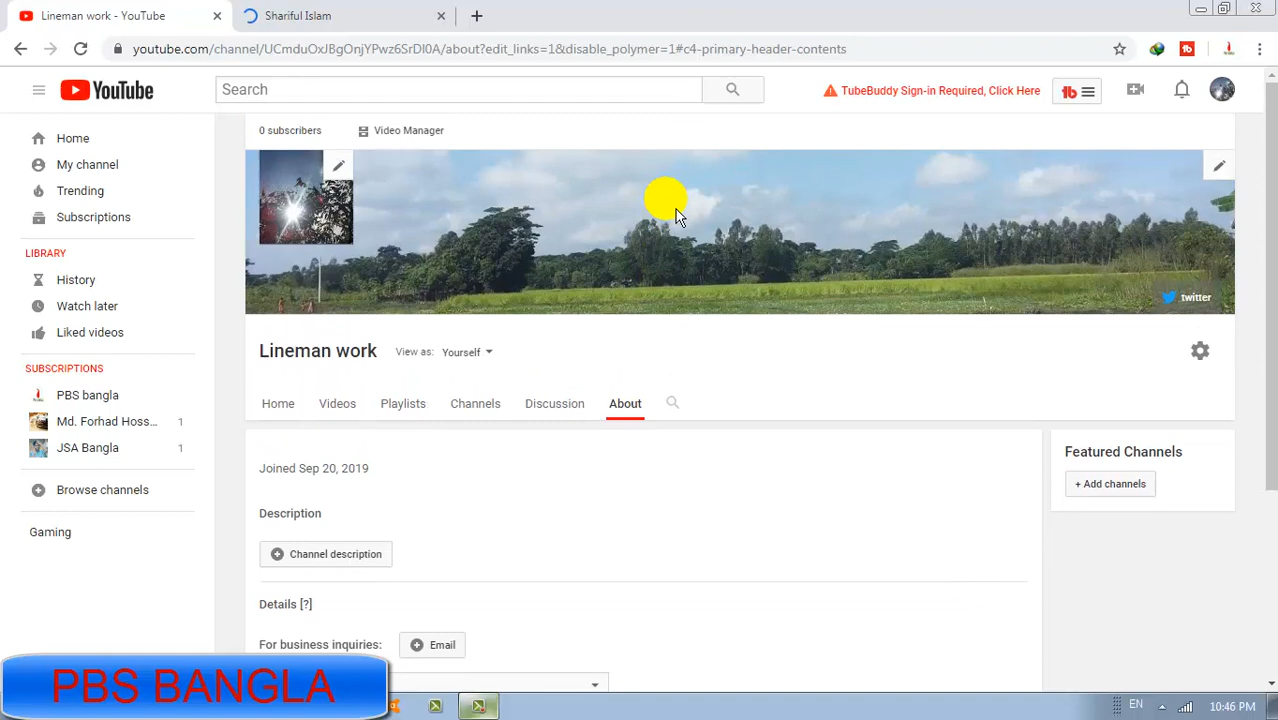 Lineman work - YouTube
Shariful Islam
youtube.com/channel/UCmduOxJBgOnjYPwz6SrDI0A/about?edit_links=1&disable_polymer=1#c4-primary-header-contents
YouTube
Search
TubeBuddy Sign-in Required, Click Here
tb
0 subscribers
Video Manager
Home
My channel
Trending
Subscriptions
LIBRARY
History
Watch later
Liked videos
SUBSCRIPTIONS
PBS bangla
Md. Forhad Hoss... 1
JSA Bangla 1
Browse channels
Gaming
twitter
Lineman work
View as: Yourself
Home
Videos
Playlists
Channels
Discussion
About
Joined Sep 20, 2019
Description
Channel description
Details [?]
For business inquiries:
Email
Featured Channels
+ Add channels
PBS BANGLA
EN
10:46 PM